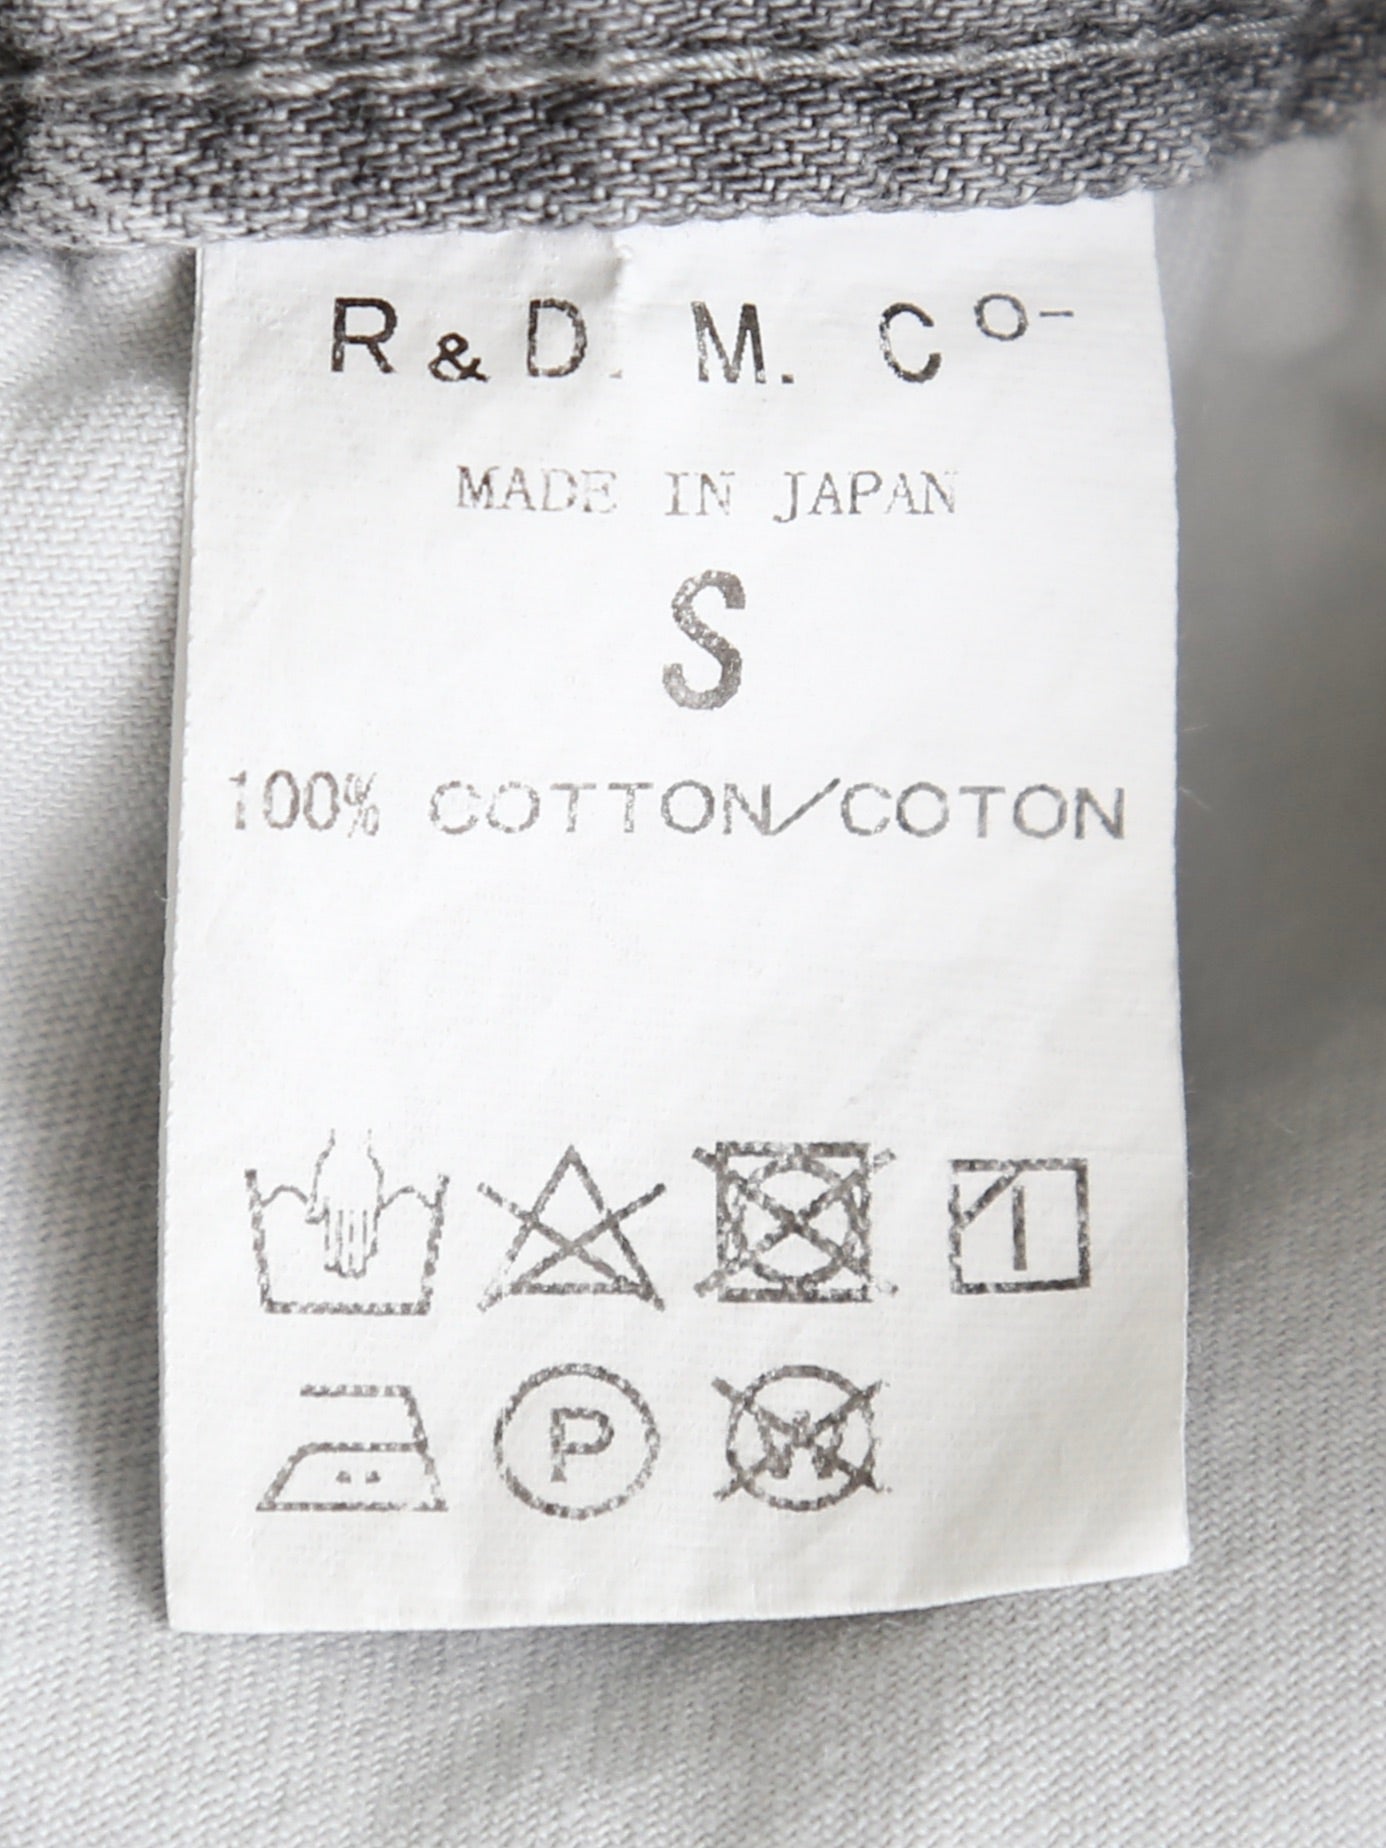 R&D. M. Co-
MADE IN JAPAN
S
100% COTTON/COTON
P
W